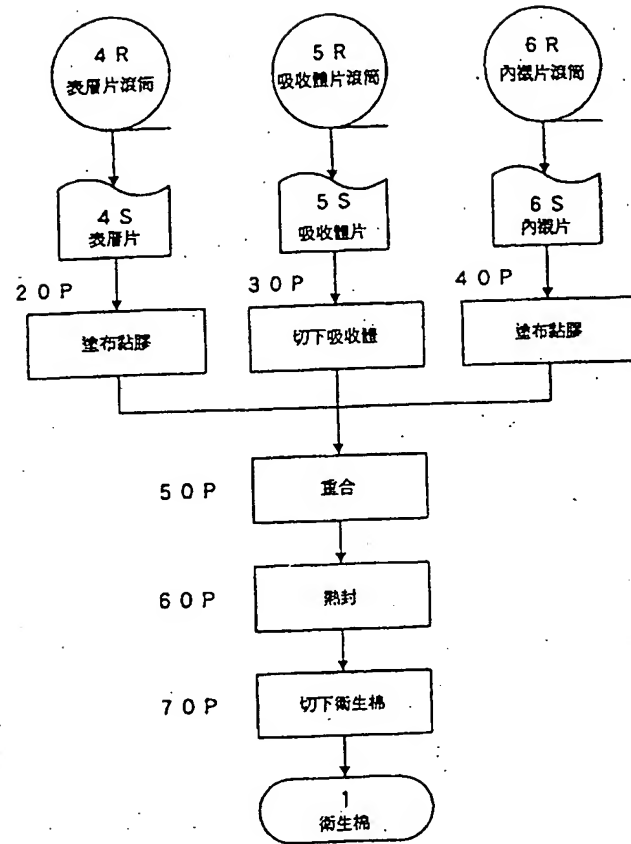 4 R
表層片滾筒
5 R
吸收體片滾筒
6 R
內襯片滾筒
4 S
表層片
5 S
吸收體片
6 S
內襯片
2 0 P
塗布黏膠
3 0 P
切下吸收體
4 0 P
塗布黏膠
5 0 P
重合
6 0 P
熱封
7 0 P
切下衛生棉
1
衛生棉